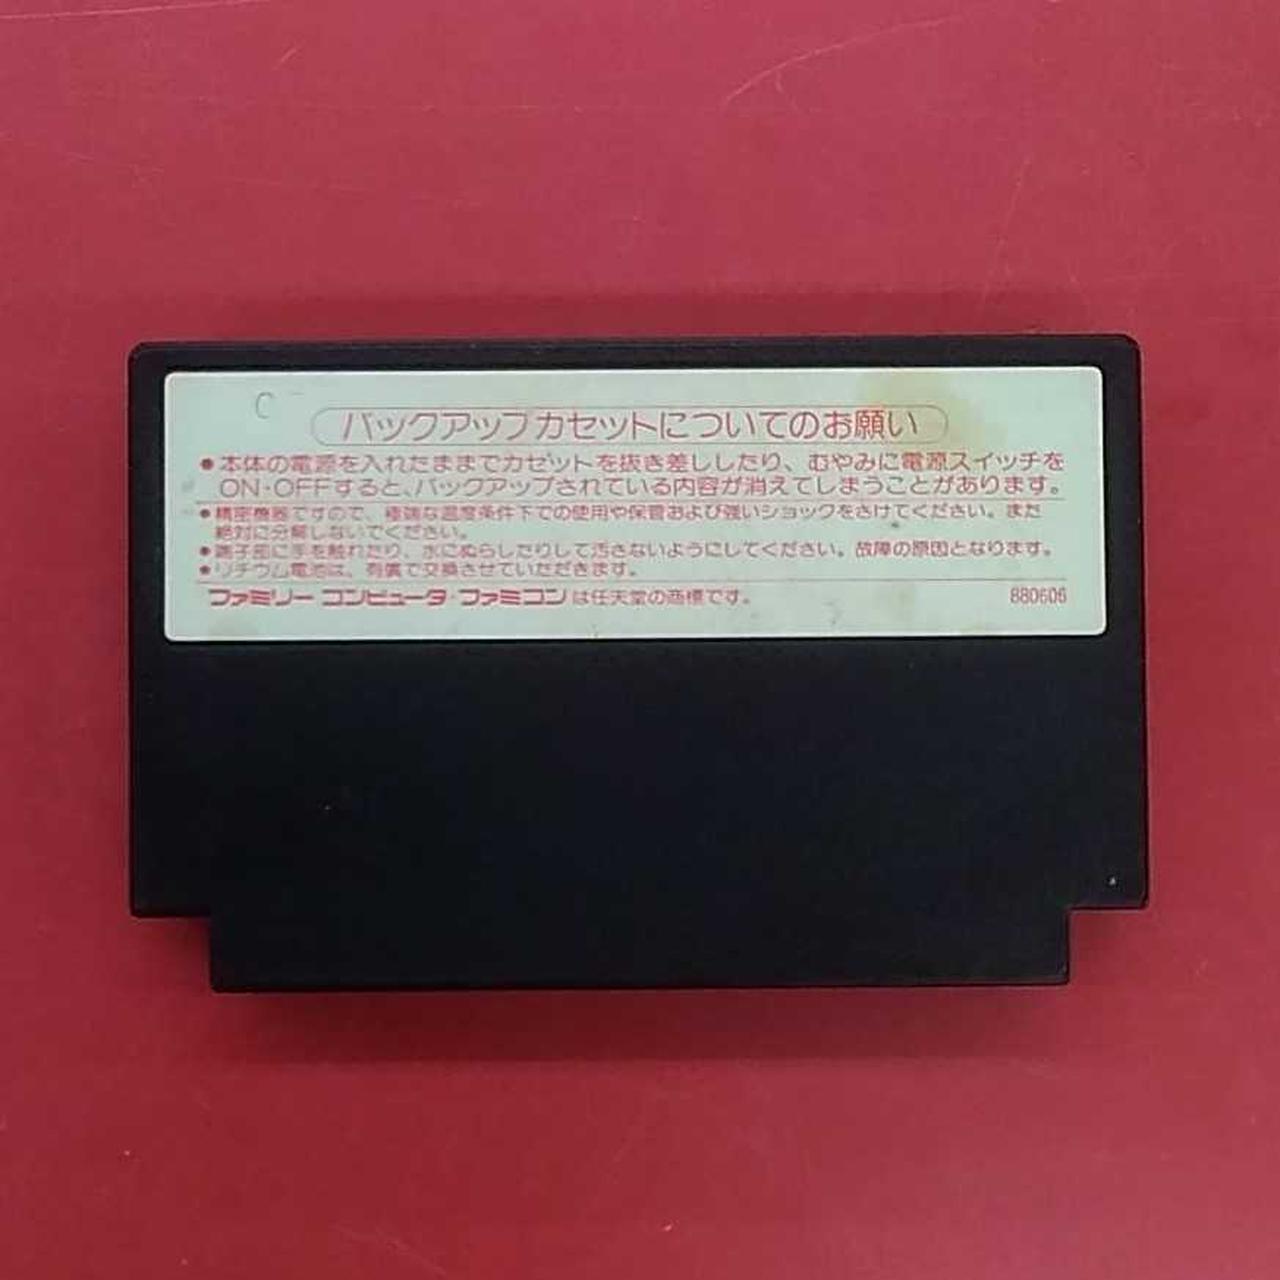 バックアップカセットについてのお願い
●本体の電源を入れたままでカセットを抜き差ししたり、むやみに電源スイッチを
ON・OFFすると、バックアップされている内容が消えてしまうことがあります。
●精密機器ですので、極端な温度条件下での使用や保管および強いショックをさけてください。また
絶対に分解しないでください。
●端子部に手を触れたり、水にぬらしたりして汚さないようにしてください。故障の原因となります。
●リチウム電池は、有償で交換させていただきます。
ファミリー コンピュータ・ファミコンは任天堂の商標です。 880606